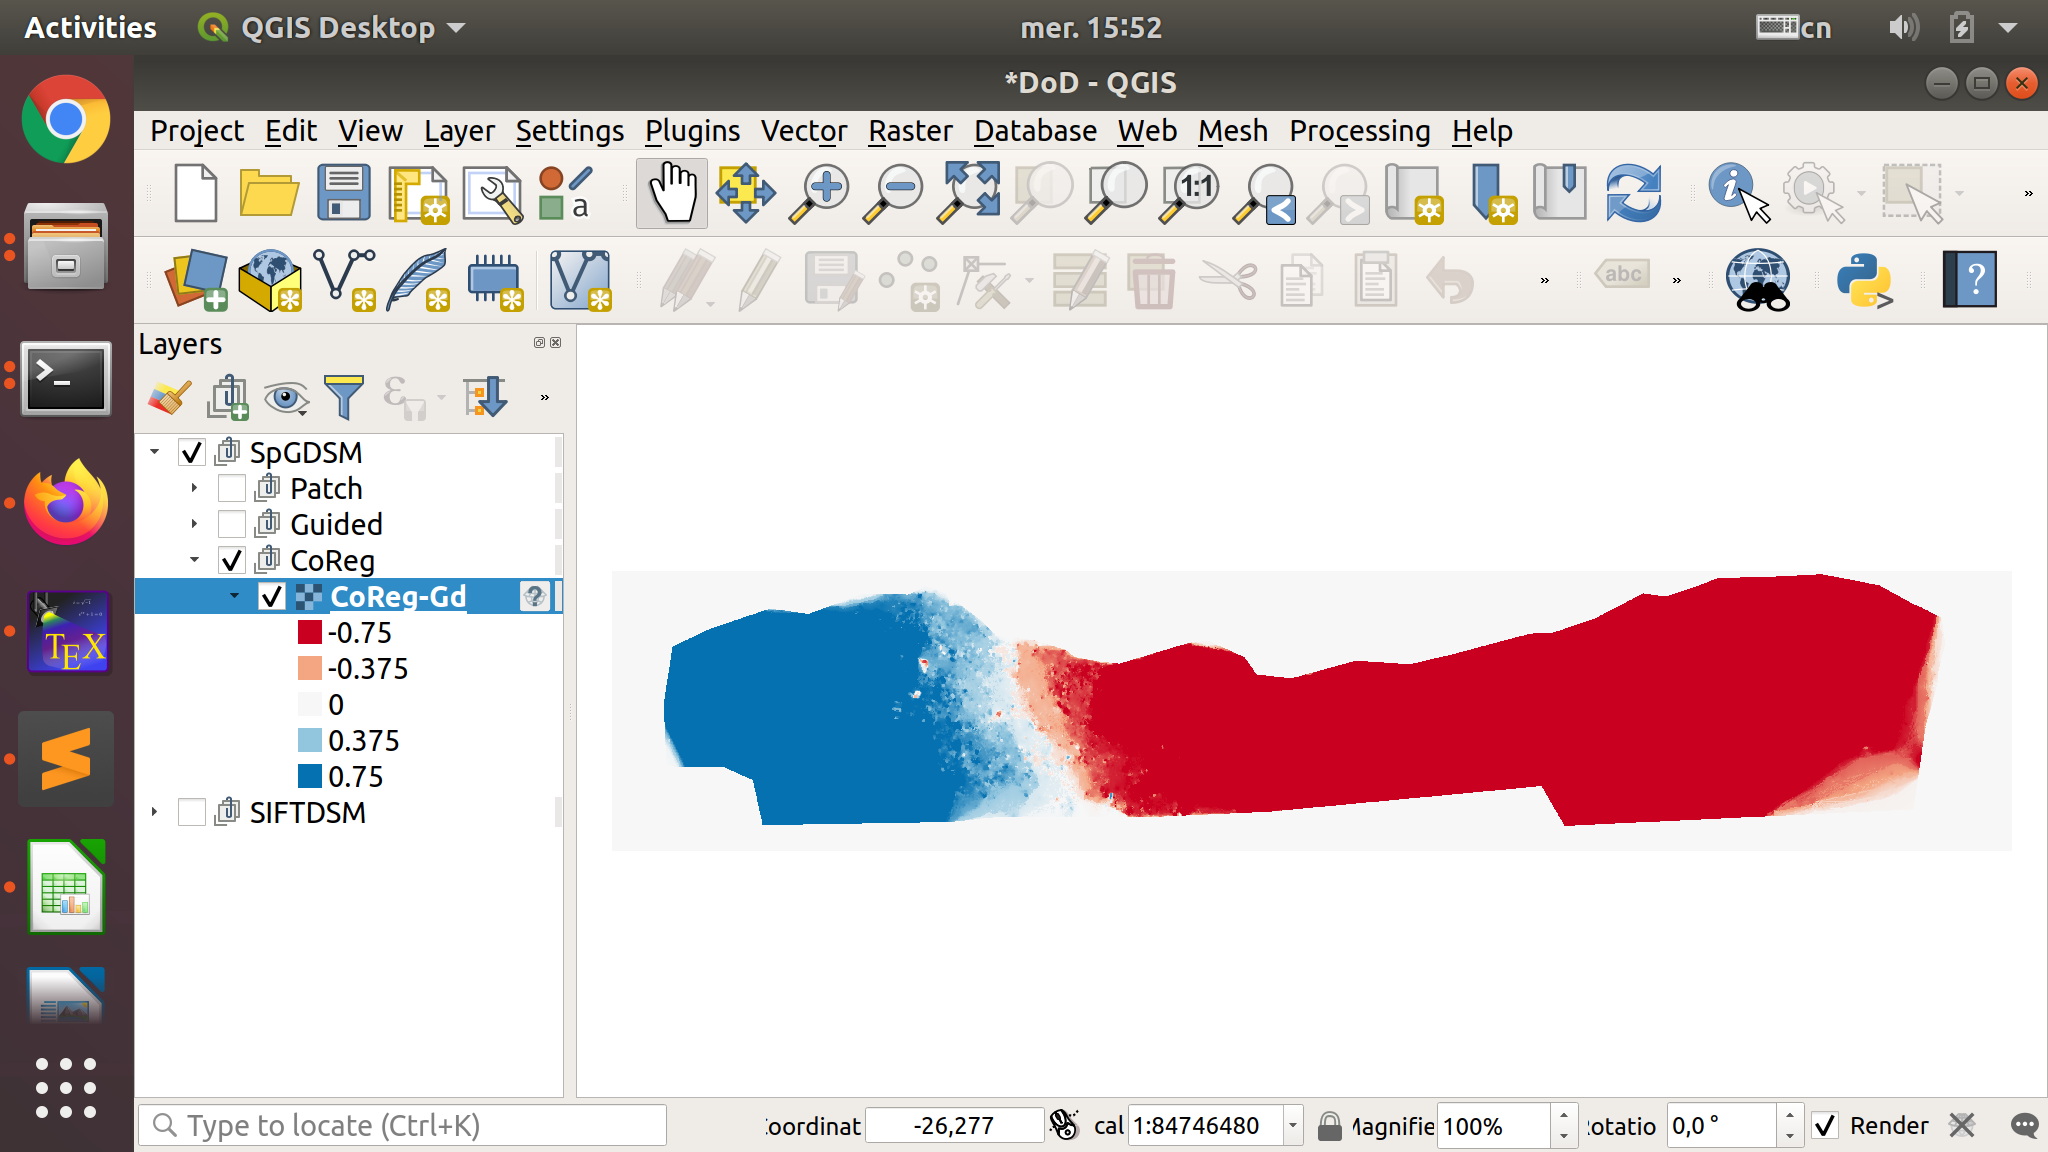 Activities QGIS Desktop mer. 15:52 cn
*DoD - QGIS
Project Edit View Layer Settings Plugins Vector Raster Database Web Mesh Processing Help
a 1:1 »
» abc » ?
Layers
»
SpGDSM
Patch
Guided
CoReg
CoReg-Gd
-0.75
-0.375
0
0.375
0.75
SIFTDSM
TEX
Type to locate (Ctrl+K) oordinat -26,277 cal 1:84746480 Magnifie 100% otatio 0,0 ° Render